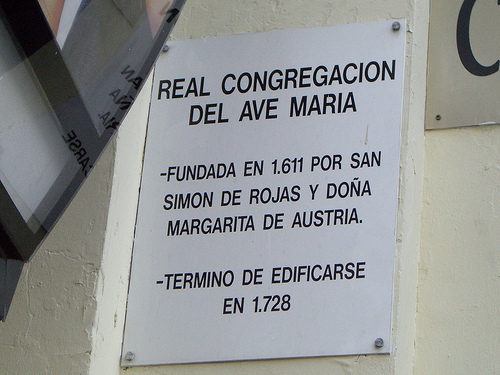 REAL CONGREGACION
DEL AVE MARIA
-FUNDADA EN 1.611 POR SAN
SIMON DE ROJAS Y DOÑA
MARGARITA DE AUSTRIA.
-TERMINO DE EDIFICARSE
EN 1.728
C
ARSE